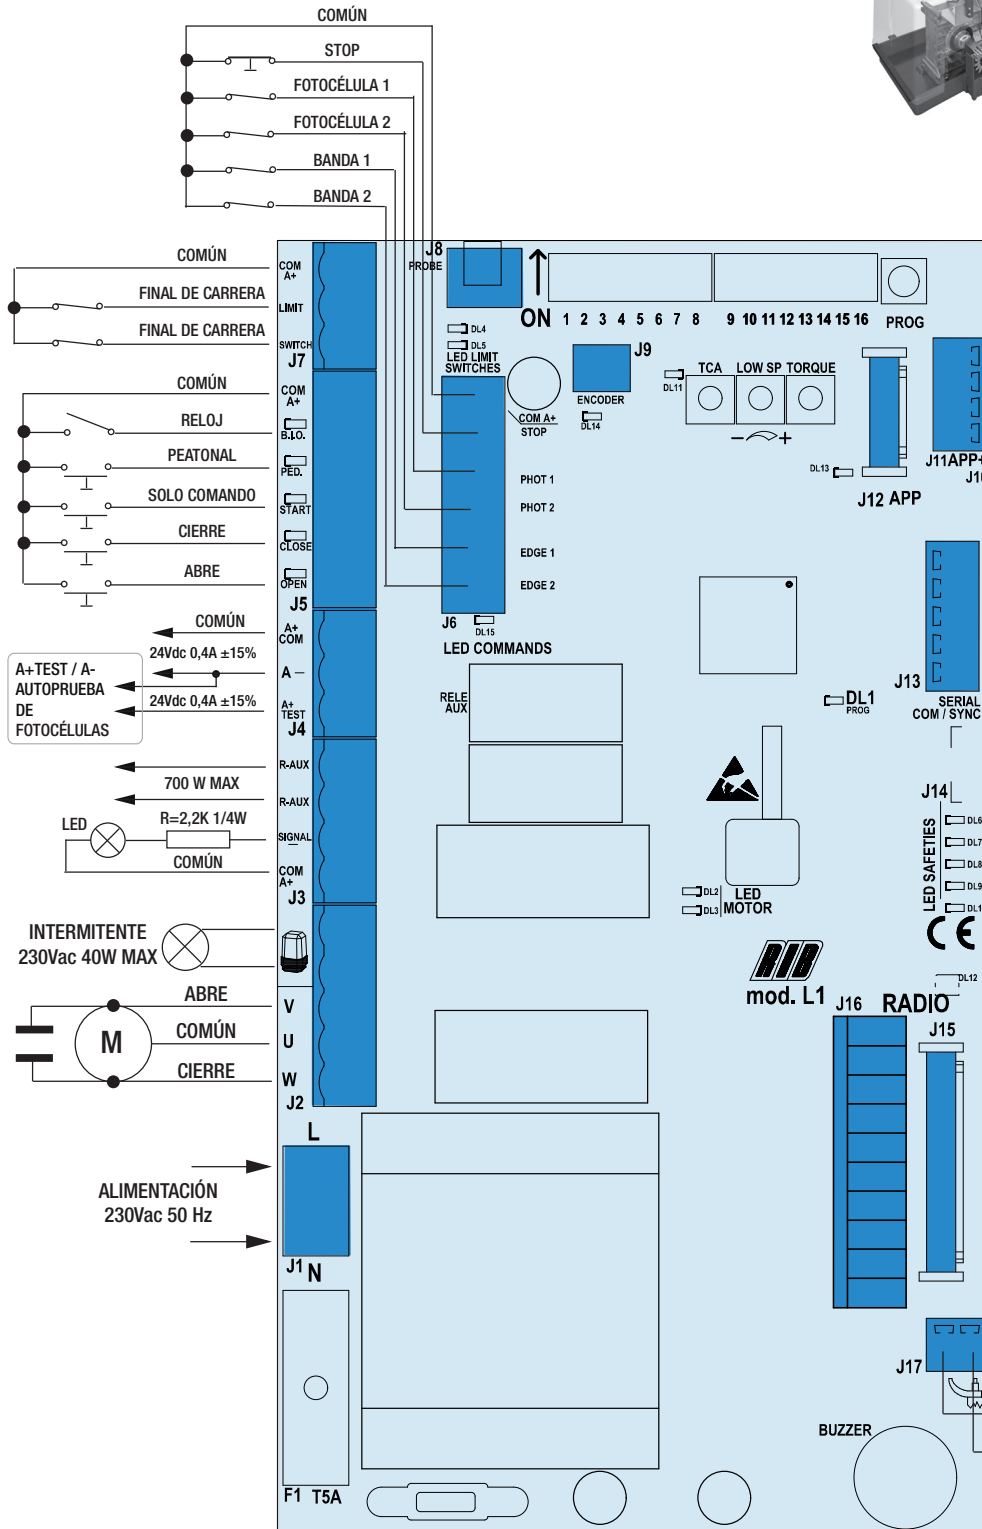 COMÚN
STOP
FOTOCÉLULA 1
FOTOCÉLULA 2
BANDA 1
BANDA 2
COMÚN
FINAL DE CARRERA
FINAL DE CARRERA
COM
A+
LIMIT
SWITCH
J7
COMÚN
RELOJ
PEATONAL
SOLO COMANDO
CIERRE
ABRE
COM
A+
B.I.O.
PED.
START
CLOSE
OPEN
J5
COMÚN
24Vdc 0,4A ±15%
24Vdc 0,4A ±15%
A+TEST / A-
AUTOPRUEBA
DE
FOTOCÉLULAS
A+
COM
A –
A+
TEST
J4
700 W MAX
LED
R=2,2K 1/4W
COMÚN
R-AUX
R-AUX
SIGNAL
–
COM
A+
J3
INTERMITENTE
230Vac 40W MAX
ABRE
COMÚN
CIERRE
M
V
U
W
J2
L
ALIMENTACIÓN
230Vac 50 Hz
J1 N
F1 T5A
J8
PROBE
ON
1 2 3 4 5 6 7 8 9 10 11 12 13 14 15 16
PROG
DL4
DL5
LED LIMIT
SWITCHES
COM A+
STOP
PHOT 1
PHOT 2
EDGE 1
EDGE 2
J6
DL15
LED COMMANDS
J9
ENCODER
DL14
DL11
TCA LOW SP TORQUE
– +
DL13
J12 APP
J11 APP+
RELE
AUX
DL1
PROG
J13
SERIAL
COM / SYNC
J14
LED SAFETIES
DL6
DL7
DL8
DL9
DL1
CE
DL2
DL3
LED
MOTOR
RIB
mod. L1
DL12
RADIO
J16
J15
J17
BUZZER